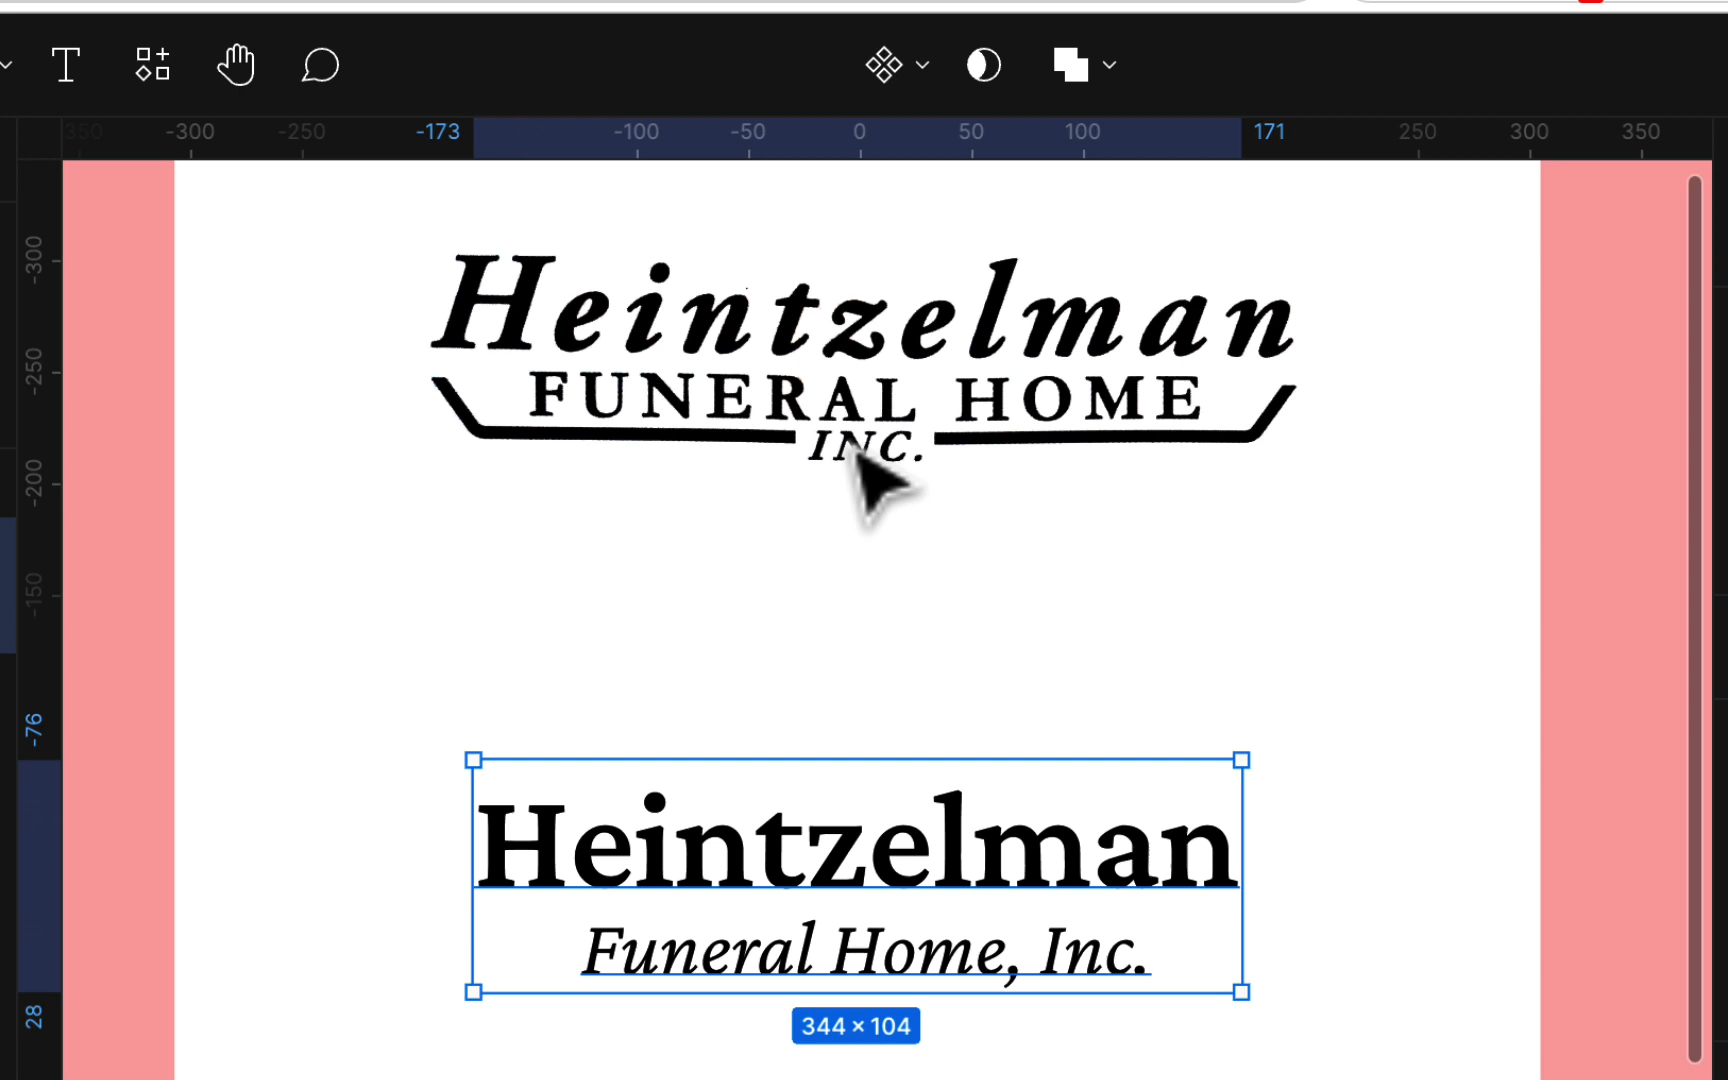 350 -300 -250 -173 -100 -50 0 50 100 171 250 300 350
-300
-250
-200
-150
-76
28
Heintzelman
FUNERAL HOME
INC.
Heintzelman
Funeral Home, Inc.
344 × 104